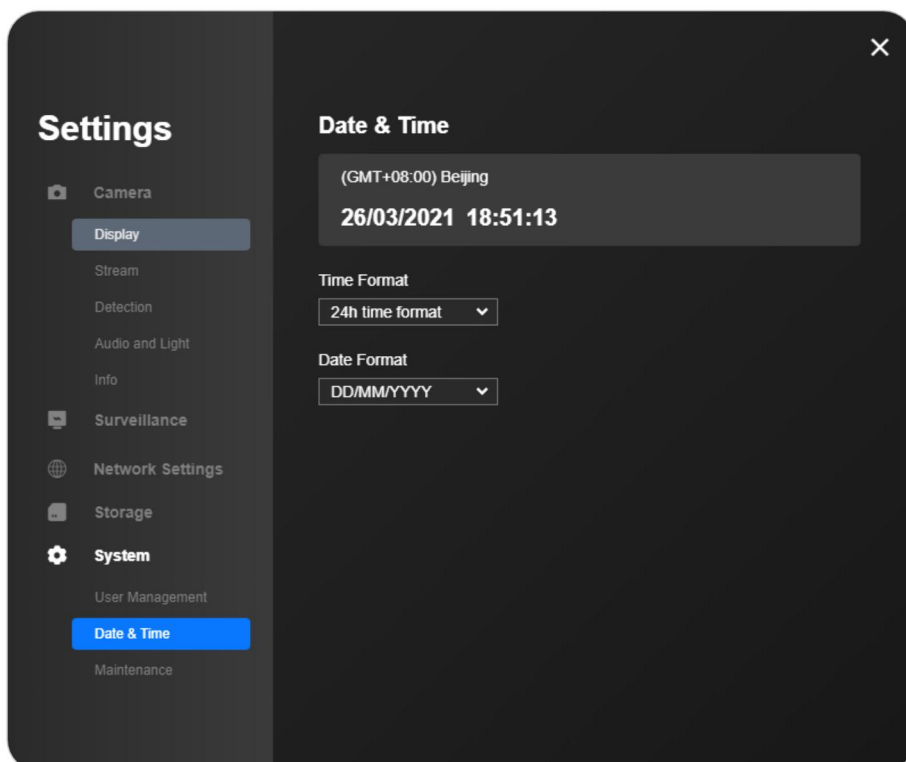 Settings
Camera
Display
Stream
Detection
Audio and Light
Info
Surveillance
Network Settings
Storage
System
User Management
Date & Time
Maintenance
Date & Time
(GMT+08:00) Beijing
26/03/2021 18:51:13
Time Format
24h time format
Date Format
DD/MM/YYYY